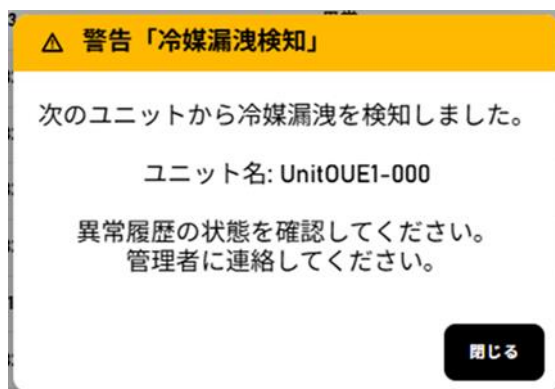 警告「冷媒漏洩検知」
次のユニットから冷媒漏洩を検知しました。
ユニット名: UnitOUE1-000
異常履歴の状態を確認してください。
管理者に連絡してください。
閉じる